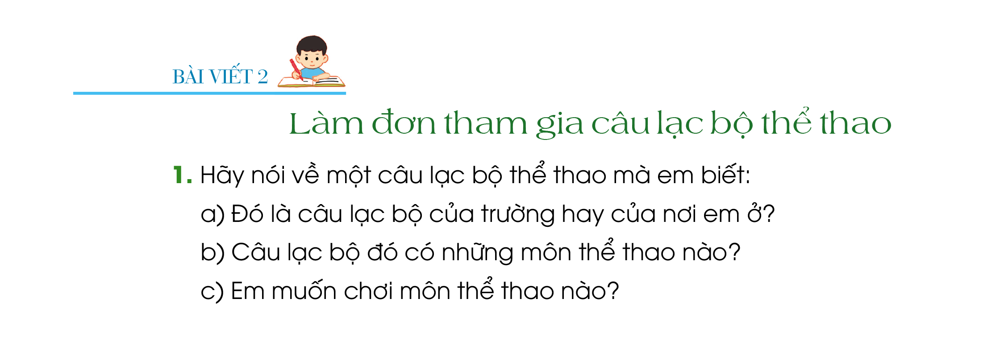 BÀI VIẾT 2
Làm đơn tham gia câu lạc bộ thể thao
1. Hãy nói về một câu lạc bộ thể thao mà em biết:
a) Đó là câu lạc bộ của trường hay của nơi em ở?
b) Câu lạc bộ đó có những môn thể thao nào?
c) Em muốn chơi môn thể thao nào?